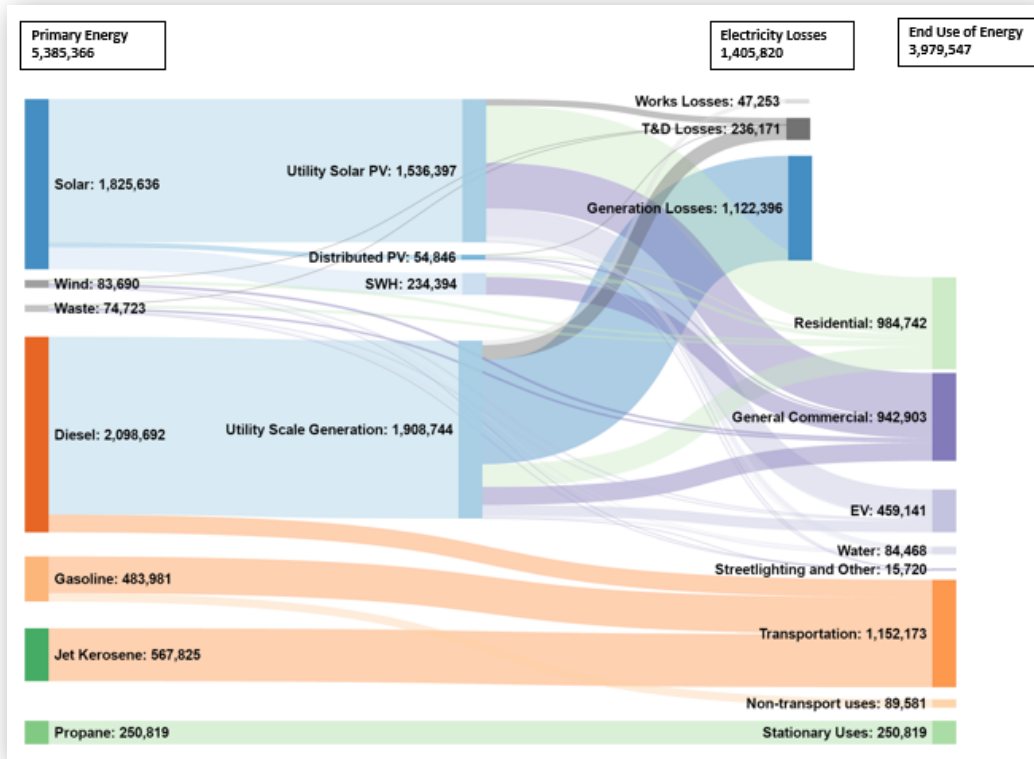 Primary Energy
5,385,366
Electricity Losses
1,405,820
End Use of Energy
3,979,547
Works Losses: 47,253
T&D Losses: 236,171
Utility Solar PV: 1,536,397
Solar: 1,825,636
Generation Losses: 1,122,396
Distributed PV: 54,846
Wind: 83,690
SWH: 234,394
Waste: 74,723
Residential: 984,742
General Commercial: 942,903
Diesel: 2,098,692
Utility Scale Generation: 1,908,744
EV: 459,141
Water: 84,468
Streetlighting and Other: 15,720
Gasoline: 483,981
Transportation: 1,152,173
Jet Kerosene: 567,825
Non-transport uses: 89,581
Propane: 250,819
Stationary Uses: 250,819